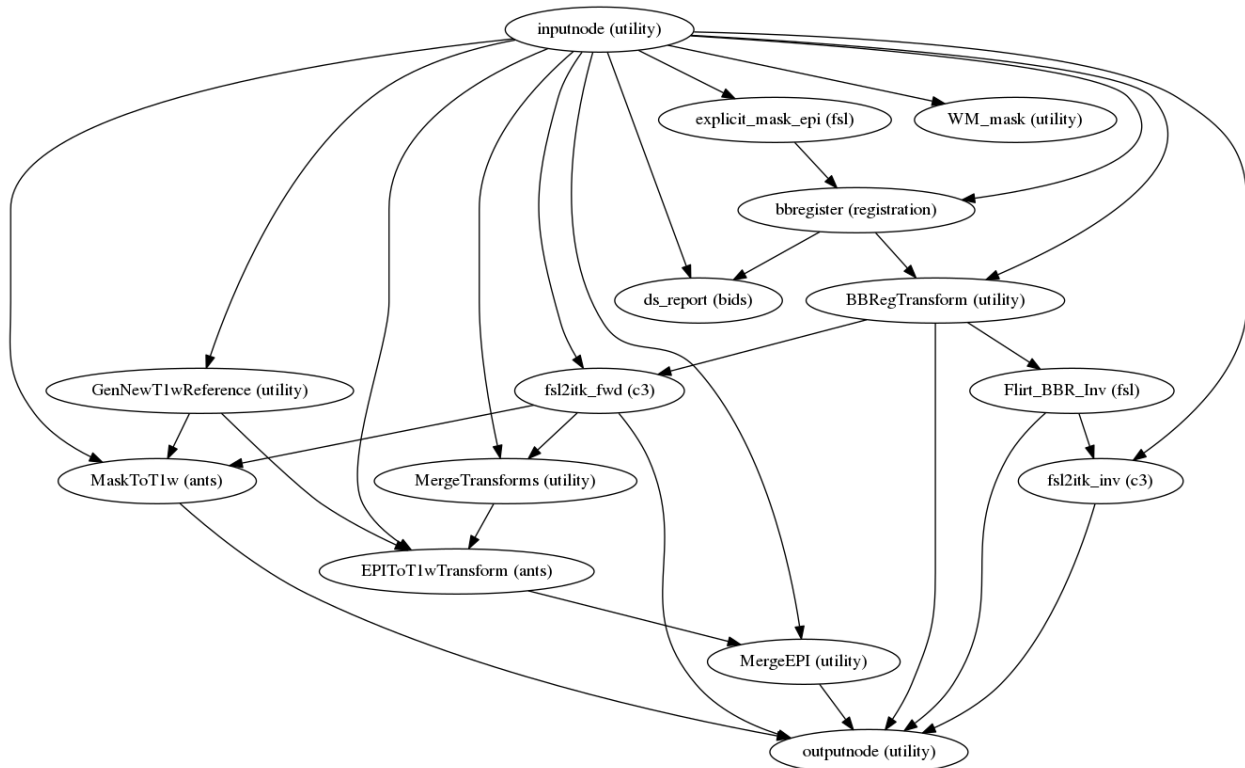 inputnode (utility)
explicit_mask_epi (fsl)
WM_mask (utility)
bbregister (registration)
ds_report (bids)
BBRegTransform (utility)
GenNewT1wReference (utility)
fsl2itk_fwd (c3)
Flirt_BBR_Inv (fsl)
MaskToT1w (ants)
MergeTransforms (utility)
fsl2itk_inv (c3)
EPIToT1wTransform (ants)
MergeEPI (utility)
outputnode (utility)